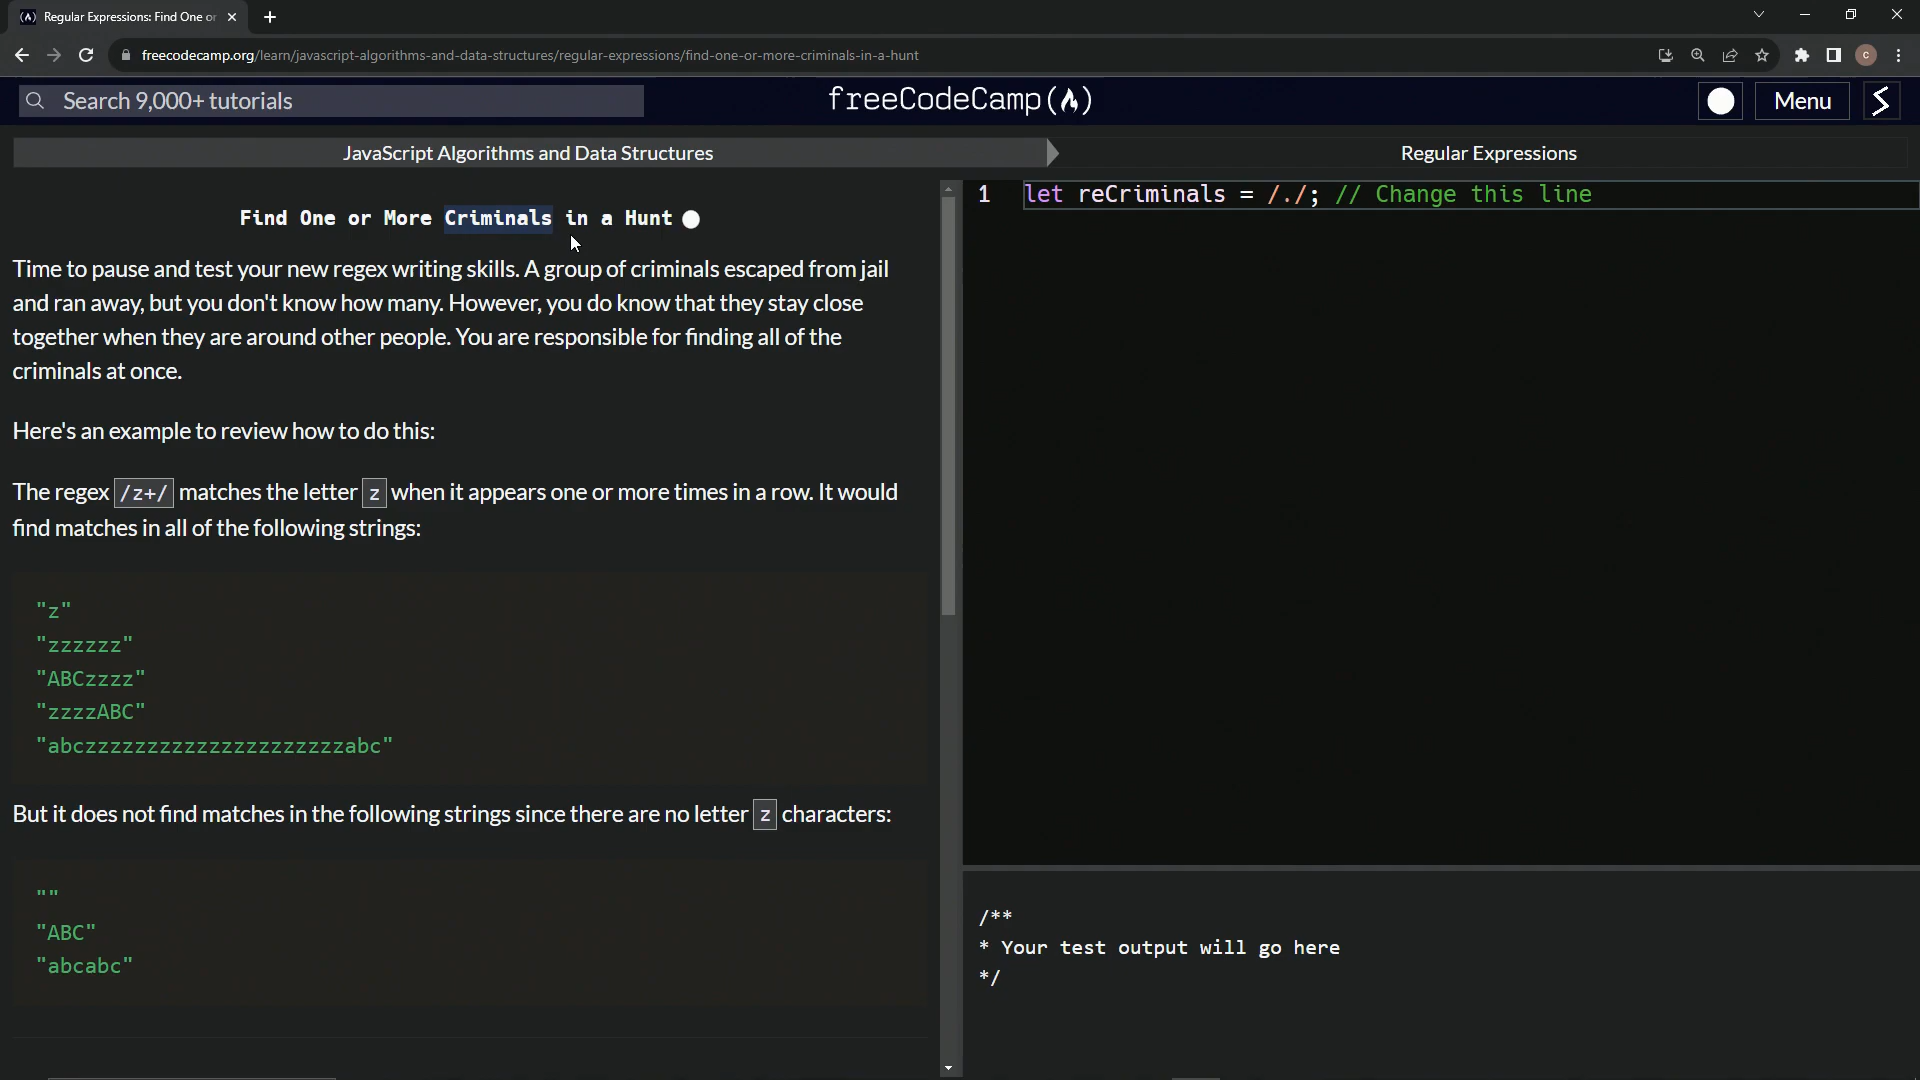 Regular Expressions: Find One or
freecodecamp.org/learn/javascript-algorithms-and-data-structures/regular-expressions/find-one-or-more-criminals-in-a-hunt
C
Search 9,000+ tutorials
freeCodeCamp
Menu
JavaScript Algorithms and Data Structures
Regular Expressions
Find One or More Criminals in a Hunt
Time to pause and test your new regex writing skills. A group of criminals escaped from jail
and ran away, but you don't know how many. However, you do know that they stay close
together when they are around other people. You are responsible for finding all of the
criminals at once.
Here's an example to review how to do this:
The regex /z+/ matches the letter z when it appears one or more times in a row. It would
find matches in all of the following strings:
"z"
"zzzzzz"
"ABCzzzz"
"zzzzABC"
"abczzzzzzzzzzzzzzzzzzzzzabc"
But it does not find matches in the following strings since there are no letter z characters:
""
"ABC"
"abcabc"
1 let reCriminals = /./; // Change this line
/**
* Your test output will go here
*/